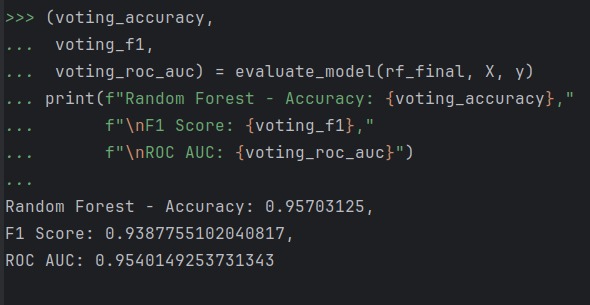 >>> (voting_accuracy,
...  voting_f1,
...  voting_roc_auc) = evaluate_model(rf_final, X, y)
... print(f"Random Forest - Accuracy: {voting_accuracy},"
...       f"\nF1 Score: {voting_f1},"
...       f"\nROC AUC: {voting_roc_auc}")
...
Random Forest - Accuracy: 0.95703125,
F1 Score: 0.9387755102040817,
ROC AUC: 0.9540149253731343